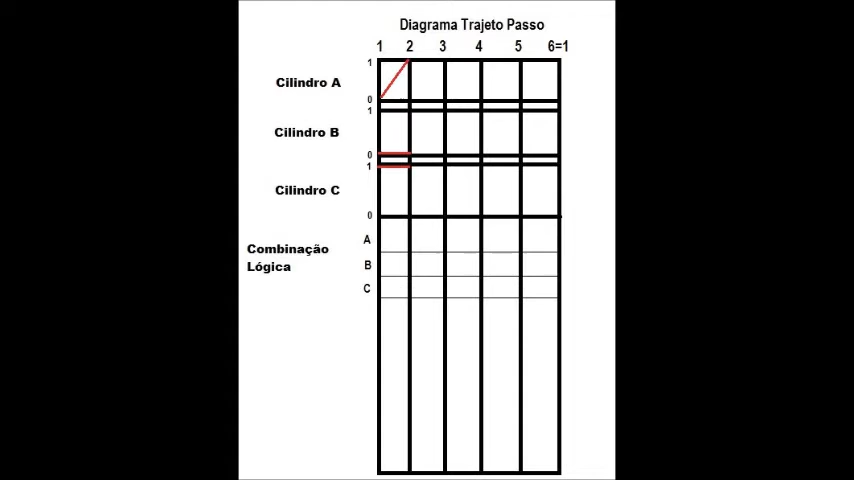 Diagrama Trajeto Passo
1 2 3 4 5 6=1
1
Cilindro A
0
1
Cilindro B
0
1
Cilindro C
0
A
Combinação
B
Lógica
C